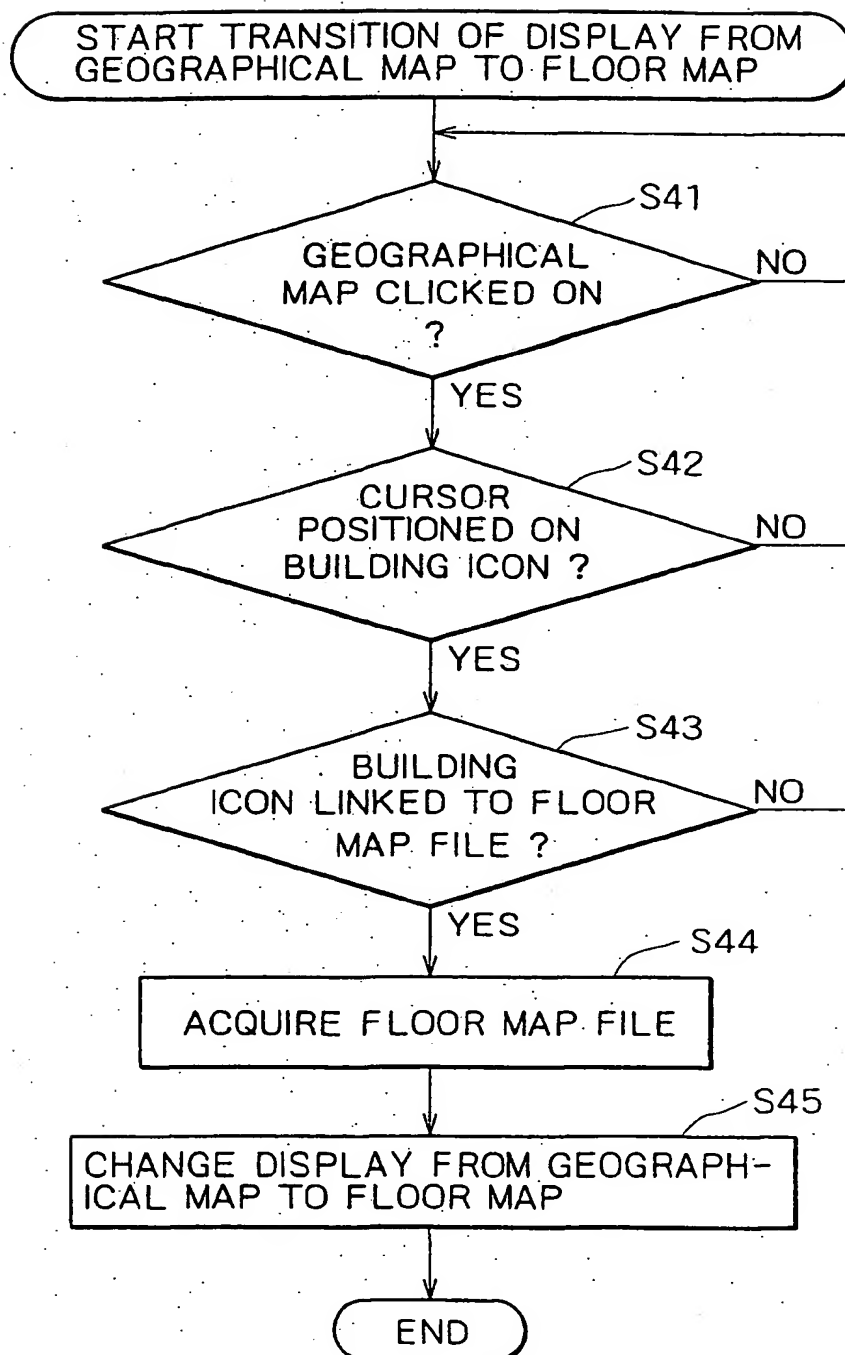 START TRANSITION OF DISPLAY FROM
GEOGRAPHICAL MAP TO FLOOR MAP
S41
GEOGRAPHICAL
MAP CLICKED ON
?
NO
YES
S42
CURSOR
POSITIONED ON
BUILDING ICON ?
NO
YES
S43
BUILDING
ICON LINKED TO FLOOR
MAP FILE ?
NO
YES
S44
ACQUIRE FLOOR MAP FILE
S45
CHANGE DISPLAY FROM GEOGRAPH-
ICAL MAP TO FLOOR MAP
END